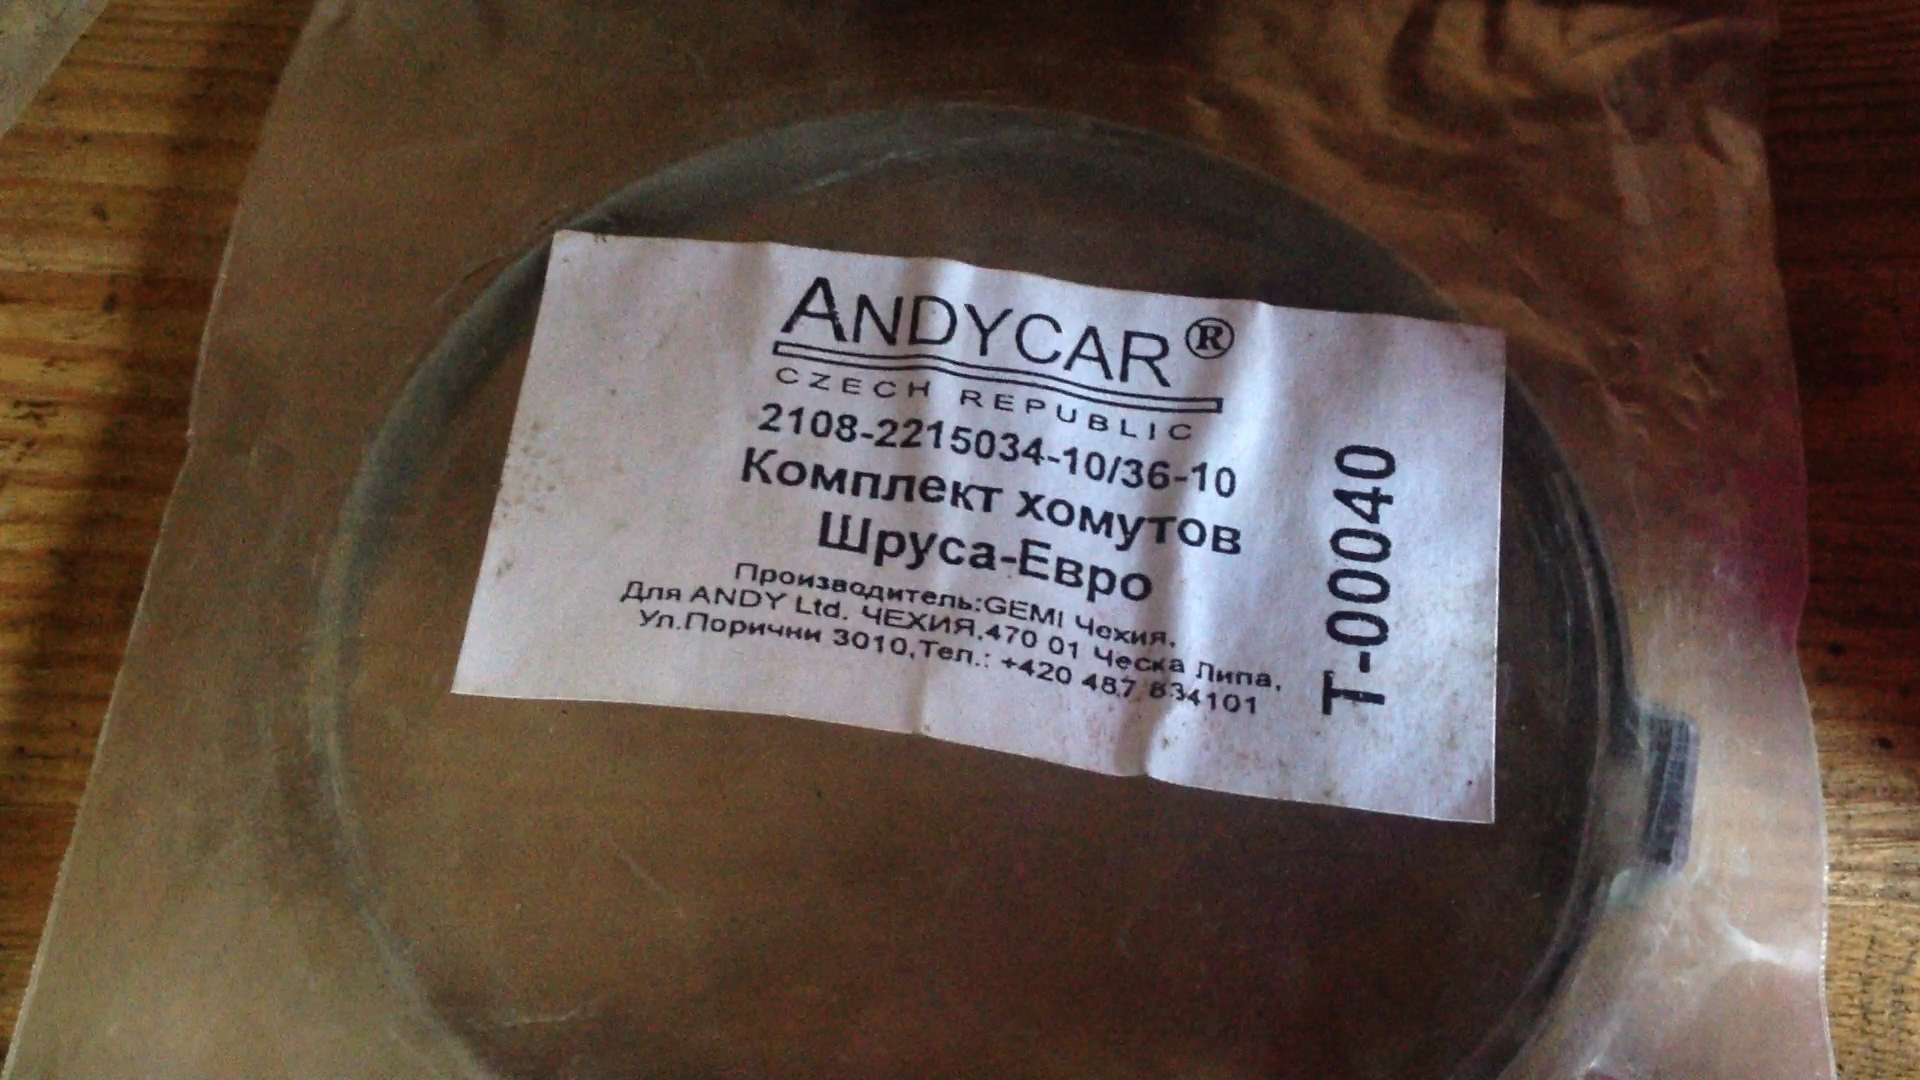 ANDYCAR®
CZECH REPUBLIC
2108-2215034-10/36-10
Комплект хомутов
Шруса-Евро
Производитель:GEMI Чехия,
Для ANDY Ltd. ЧЕХИЯ,470 01 Ческа Липа,
Ул.Порични 3010,Тел.: +420 487 834101
T-00040